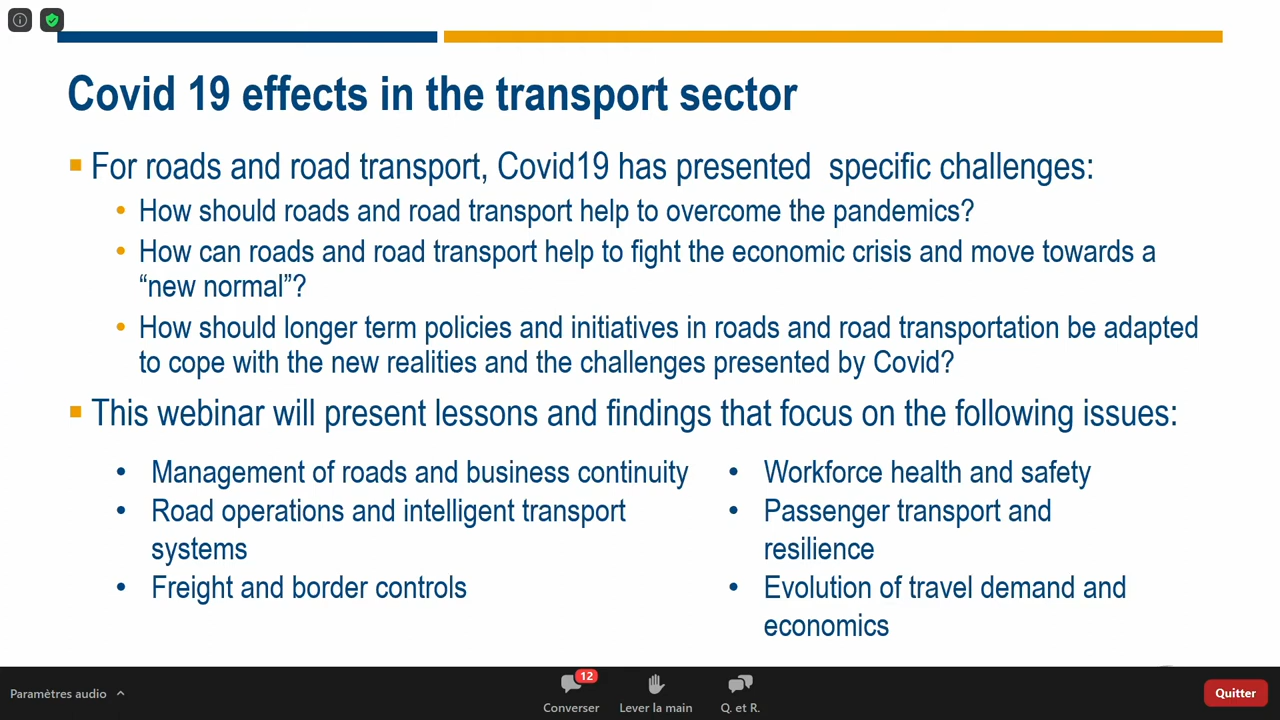 Covid 19 effects in the transport sector
For roads and road transport, Covid19 has presented specific challenges:
• How should roads and road transport help to overcome the pandemics?
• How can roads and road transport help to fight the economic crisis and move towards a
“new normal”?
• How should longer term policies and initiatives in roads and road transportation be adapted
to cope with the new realities and the challenges presented by Covid?
This webinar will present lessons and findings that focus on the following issues:
• Management of roads and business continuity
• Road operations and intelligent transport
systems
• Freight and border controls
• Workforce health and safety
• Passenger transport and
resilience
• Evolution of travel demand and
economics
Paramètres audio
12
Converser
Lever la main
Q. et R.
Quitter